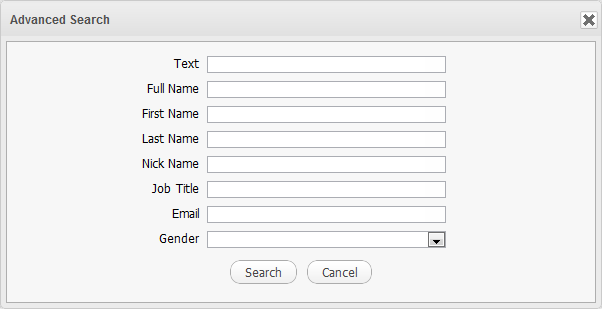 Advanced Search
Text
Full Name
First Name
Last Name
Nick Name
Job Title
Email
Gender
Search Cancel